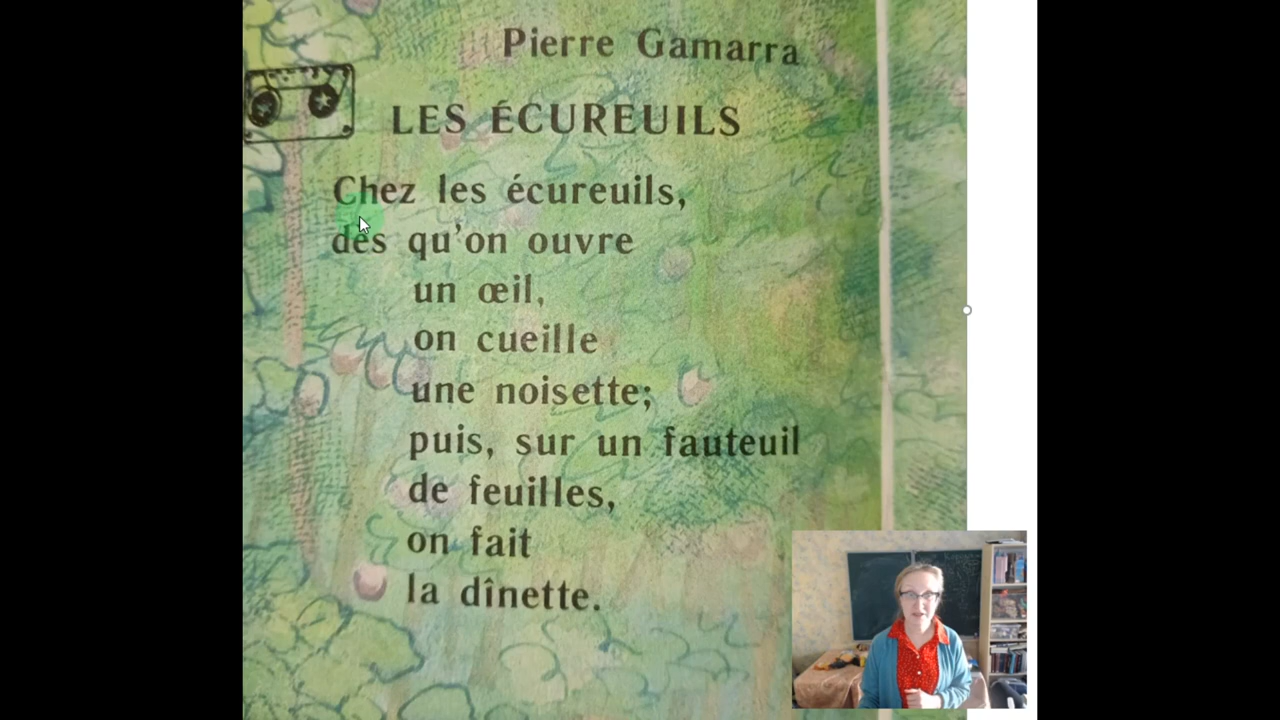 Pierre Gamarra
LES ÉCUREUILS
Chez les écureuils,
dès qu'on ouvre
un œil,
on cueille
une noisette;
puis, sur un fauteuil
de feuilles,
on fait
la dînette.